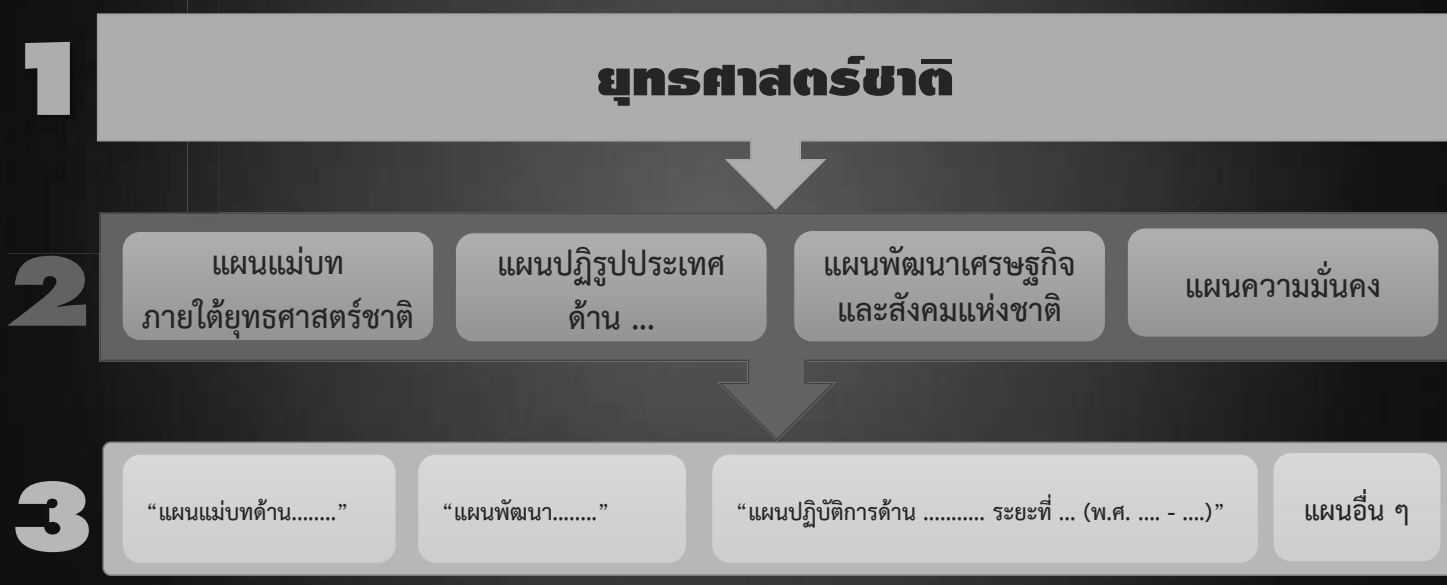 1
ยุทธศาสตร์ชาติ
2
แผนแม่บท
ภายใต้ยุทธศาสตร์ชาติ
แผนปฏิรูปประเทศ
ด้าน ...
แผนพัฒนาเศรษฐกิจ
และสังคมแห่งชาติ
แผนความมั่นคง
3
“แผนแม่บทด้าน........”
“แผนพัฒนา........”
“แผนปฏิบัติการด้าน ........... ระยะที่ ... (พ.ศ. .... - ....)”
แผนอื่น ๆ